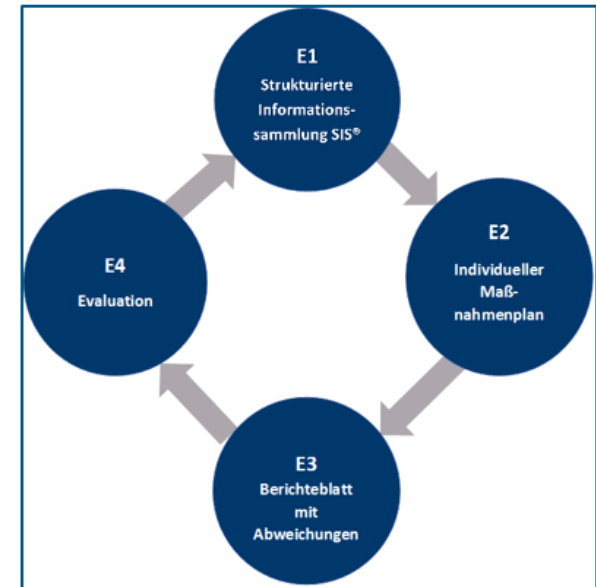 E1
Strukturierte
Informations-
sammlung SIS®
E2
Individueller
Maß-
nahmenplan
E3
Berichteblatt
mit
Abweichungen
E4
Evaluation